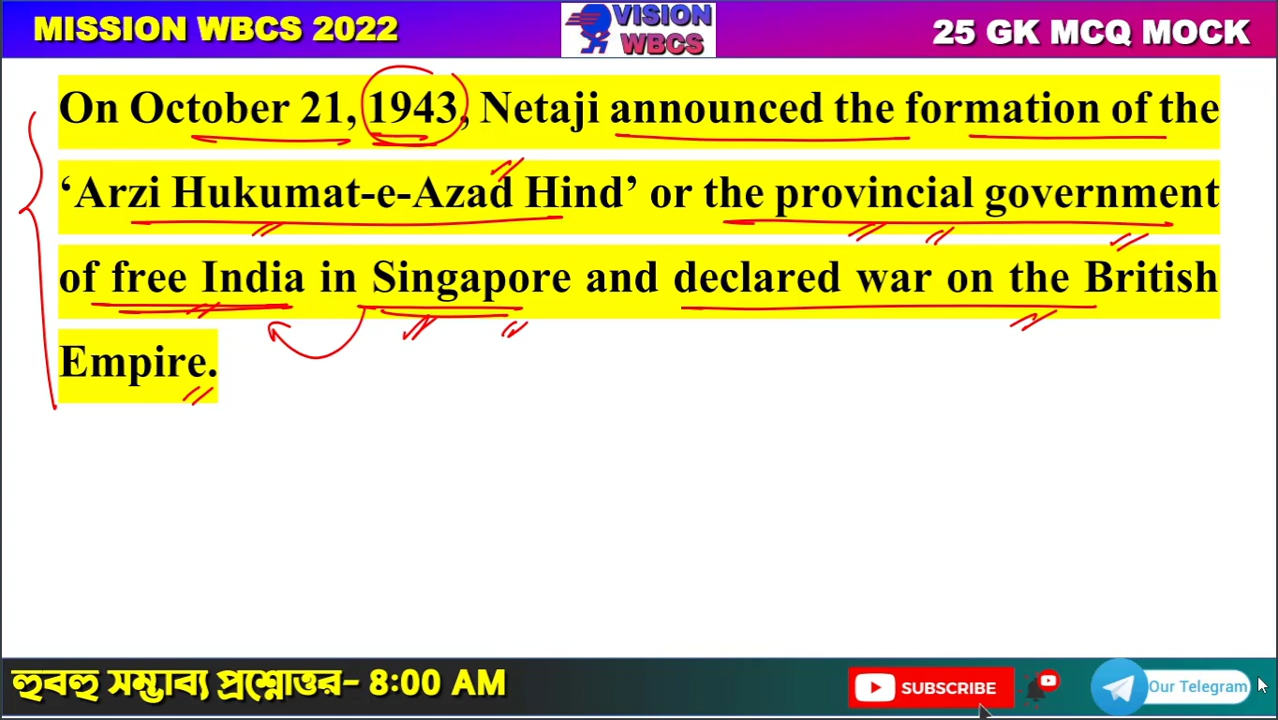 MISSION WBCS 2022
VISION
WBCS
25 GK MCQ MOCK
On October 21, 1943, Netaji announced the formation of the
‘Arzi Hukumat-e-Azad Hind’ or the provincial government
of free India in Singapore and declared war on the British
Empire.
হুবহু সম্ভাব্য প্রশ্নোত্তর- 8:00 AM
SUBSCRIBE
Our Telegram